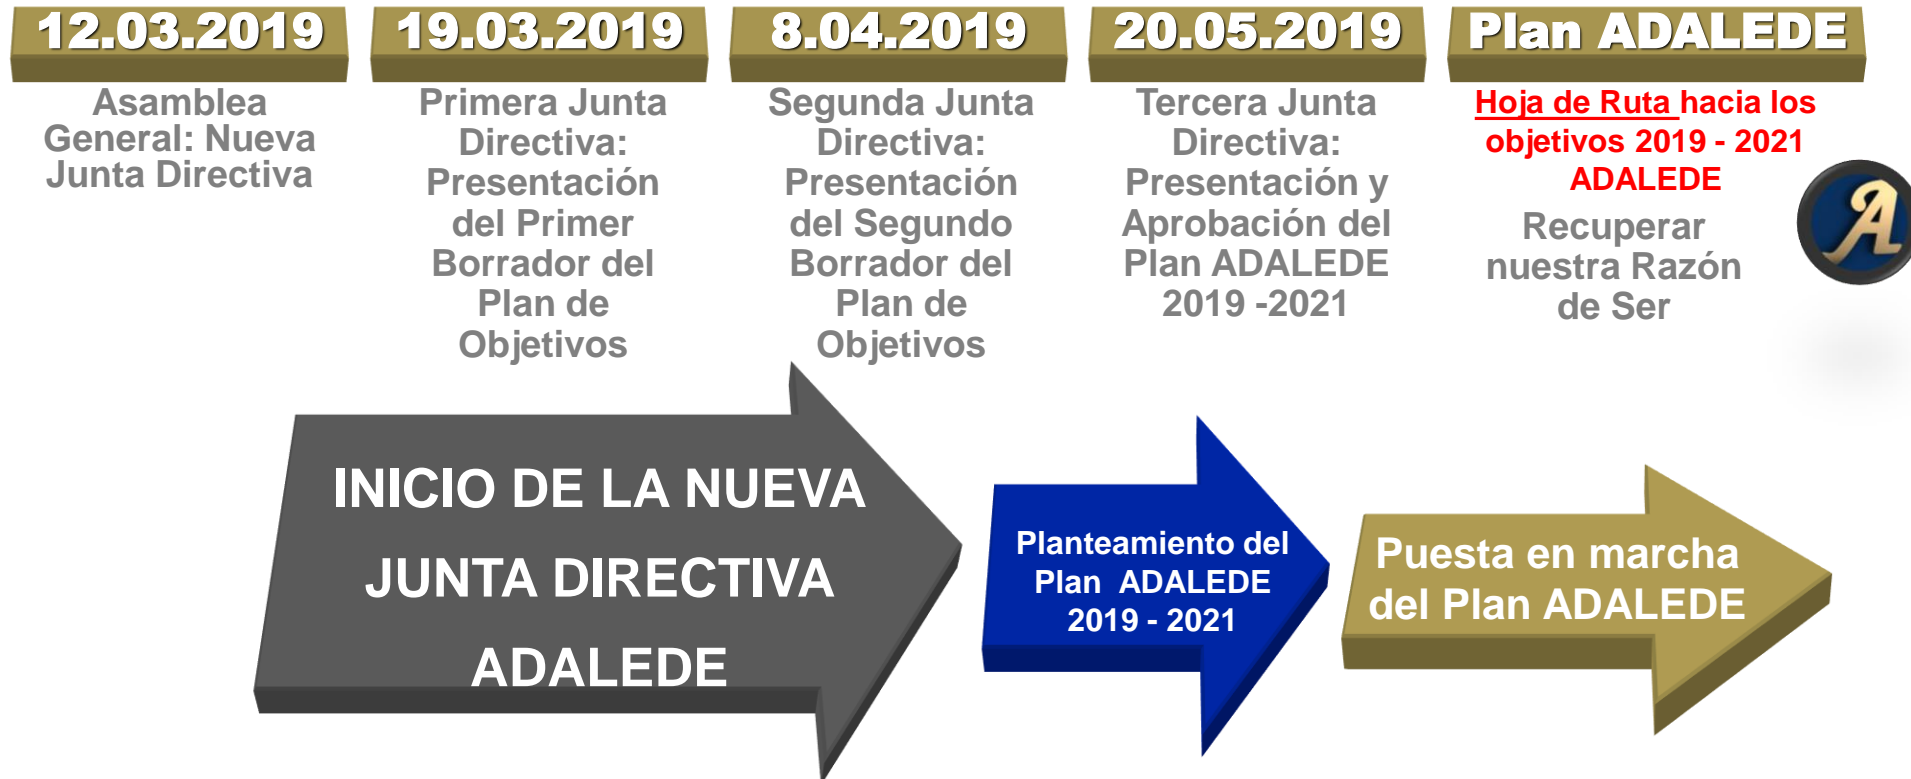 12.03.2019
Asamblea
General: Nueva
Junta Directiva
19.03.2019
Primera Junta
Directiva:
Presentación
del Primer
Borrador del
Plan de
Objetivos
8.04.2019
Segunda Junta
Directiva:
Presentación
del Segundo
Borrador del
Plan de
Objetivos
20.05.2019
Tercera Junta
Directiva:
Presentación y
Aprobación del
Plan ADALEDE
2019 -2021
Plan ADALEDE
Hoja de Ruta hacia los
objetivos 2019 - 2021
ADALEDE
Recuperar
nuestra Razón
de Ser
A
INICIO DE LA NUEVA
JUNTA DIRECTIVA
ADALEDE
Planteamiento del
Plan ADALEDE
2019 - 2021
Puesta en marcha
del Plan ADALEDE